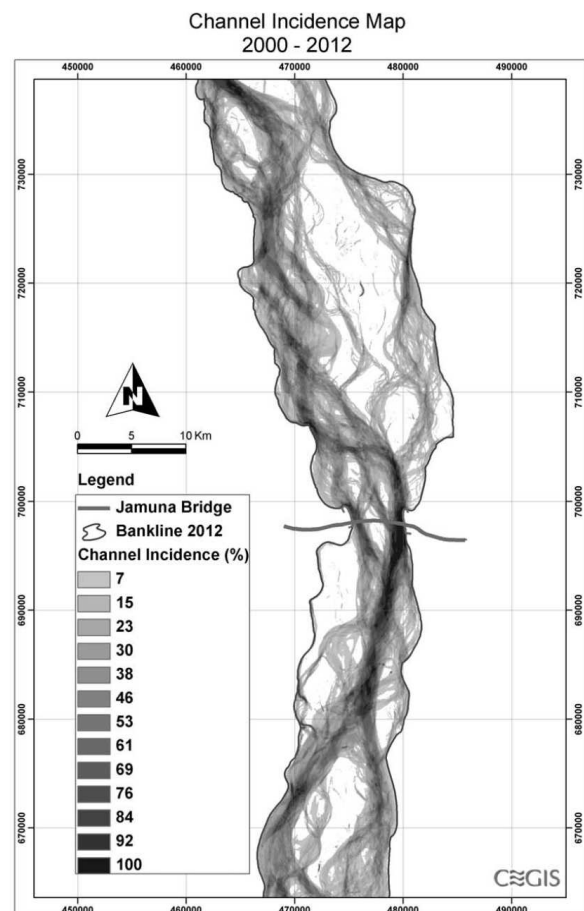 Channel Incidence Map
2000 - 2012
450000 460000 470000 480000 490000
730000 730000
720000 720000
710000 710000
N
0 5 10 Km
Legend
Jamuna Bridge
Bankline 2012
Channel Incidence (%)
7
15
23
30
38
46
53
61
69
76
84
92
100
700000 700000
690000 690000
680000 680000
670000 670000
CEGIS
450000 460000 470000 480000 490000